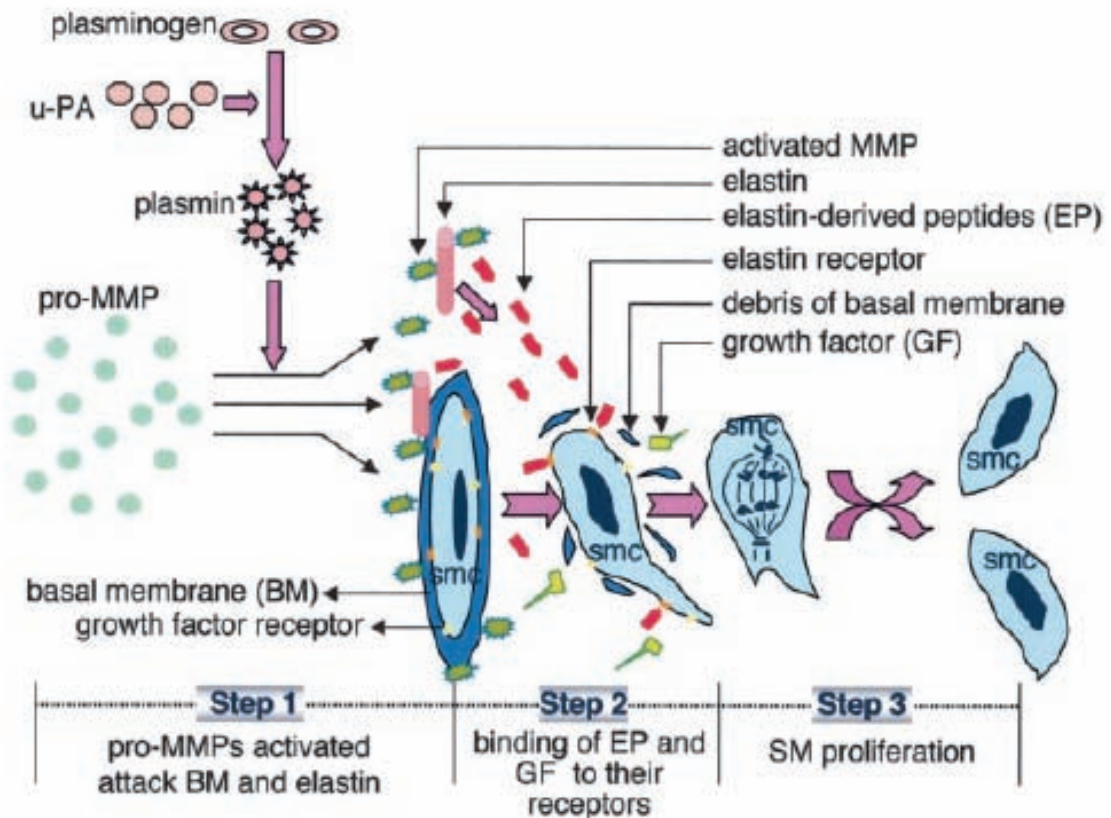 plasminogen
u-PA
plasmin
pro-MMP
activated MMP
elastin
elastin-derived peptides (EP)
elastin receptor
debris of basal membrane
growth factor (GF)
smc
smc
smc
smc
smc
basal membrane (BM)
growth factor receptor
Step 1
pro-MMPs activated
attack BM and elastin
Step 2
binding of EP and
GF to their
receptors
Step 3
SM proliferation